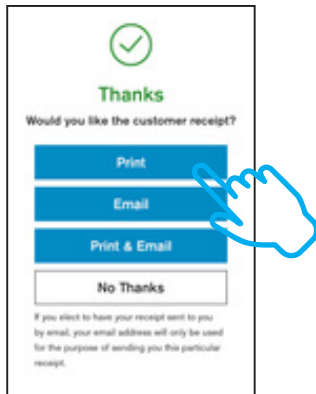 Thanks
Would you like the customer receipt?
Print
Email
Print & Email
No Thanks
If you elect to have your receipt sent to you
by email, your email address will only be used
for the purpose of sending you this particular
receipt.